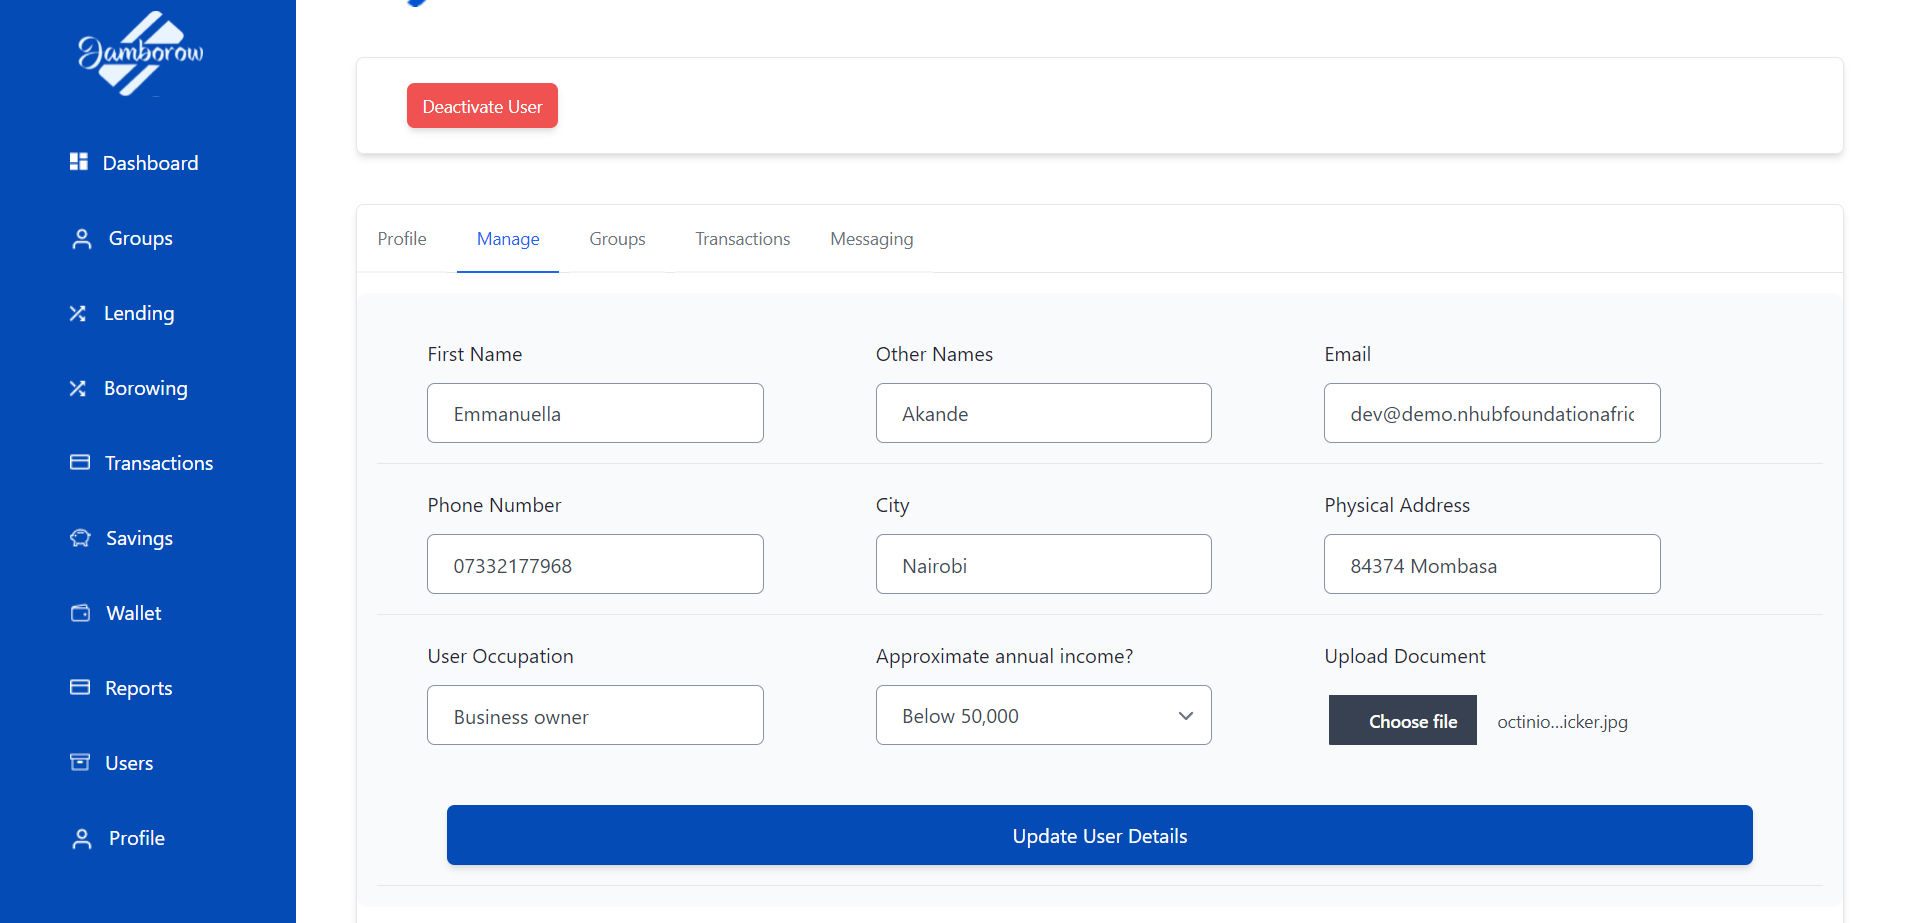 Jamborow
Dashboard
Groups
Lending
Borowing
Transactions
Savings
Wallet
Reports
Users
Profile
Deactivate User
Profile Manage Groups Transactions Messaging
First Name Other Names Email
Emmanuella Akande dev@demo.nhubfoundationafric
Phone Number City Physical Address
07332177968 Nairobi 84374 Mombasa
User Occupation Approximate annual income? Upload Document
Business owner Below 50,000 Choose file octinio...icker.jpg
Update User Details